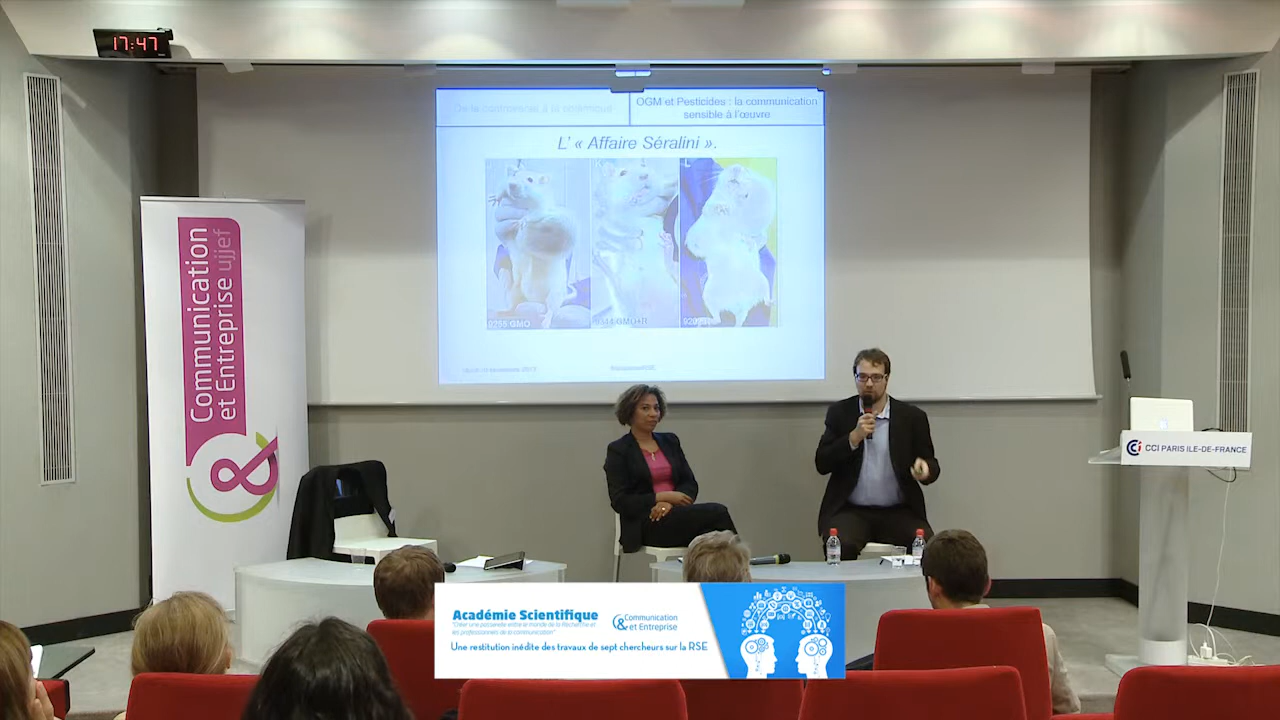 17:47
De la controverse à la polémique
OGM et Pesticides : la communication
sensible à l'œuvre
L' « Affaire Séralini ».
GMO
GMO+R
Communication
et Entreprise ujjef
&
CCI PARIS ILE-DE-FRANCE
Académie Scientifique
"Créer une passerelle entre le monde de la Recherche et
les professionnels de la communication"
Communication
& et Entreprise
Une restitution inédite des travaux de sept chercheurs sur la RSE